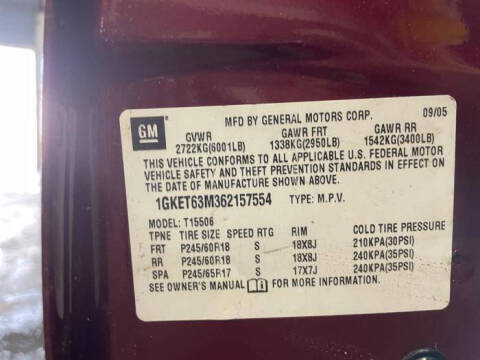 GM
MFD BY GENERAL MOTORS CORP. 09/05
GVWR GAWR FRT GAWR RR
2722KG(6001LB) 1338KG(2950LB) 1542KG(3400LB)
THIS VEHICLE CONFORMS TO ALL APPLICABLE U.S. FEDERAL MOTOR
VEHICLE SAFETY AND THEFT PREVENTION STANDARDS IN EFFECT
ON THE DATE OF MANUFACTURE SHOWN ABOVE.
1GKET63M362157554 TYPE: M.P.V.
MODEL: T15506
TPNE TIRE SIZE SPEED RTG RIM COLD TIRE PRESSURE
FRT P245/60R18 S 18X8J 210KPA(30PSI)
RR P245/60R18 S 18X8J 240KPA(35PSI)
SPA P245/65R17 S 17X7J 240KPA(35PSI)
SEE OWNER'S MANUAL FOR MORE INFORMATION.